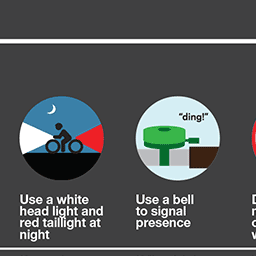 "ding!"
Use a white
head light and
red taillight at
night
Use a bell
to signal
presence